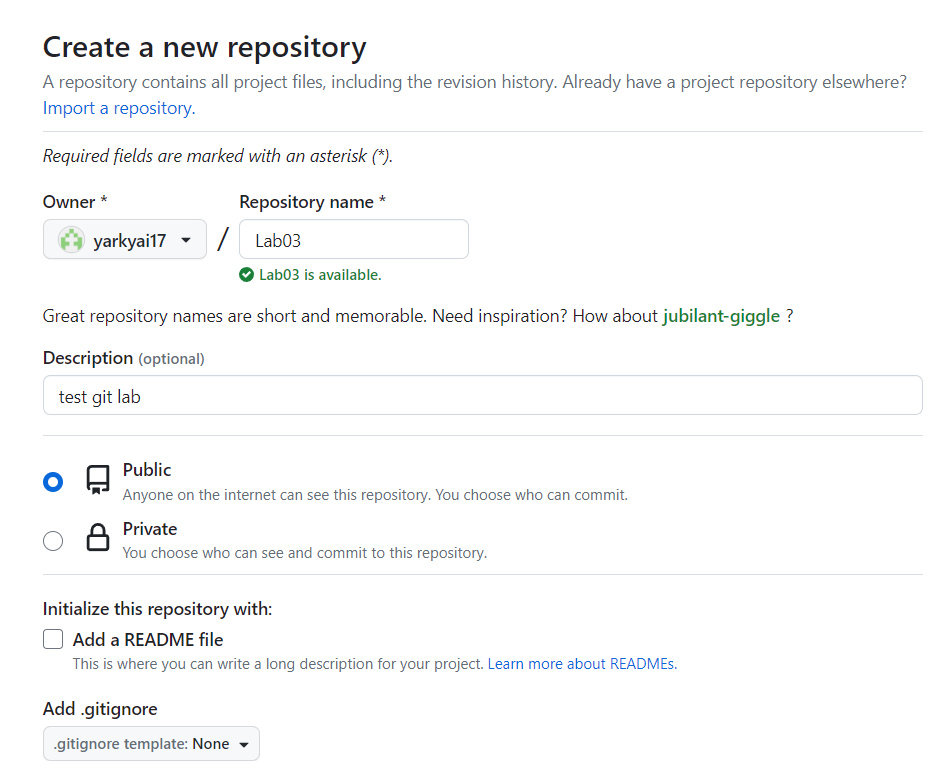 Create a new repository
A repository contains all project files, including the revision history. Already have a project repository elsewhere?
Import a repository.
Required fields are marked with an asterisk (*).
Owner *
Repository name *
yarkyai17
/
Lab03
Lab03 is available.
Great repository names are short and memorable. Need inspiration? How about jubilant-giggle ?
Description (optional)
test git lab
Public
Anyone on the internet can see this repository. You choose who can commit.
Private
You choose who can see and commit to this repository.
Initialize this repository with:
Add a README file
This is where you can write a long description for your project. Learn more about READMEs.
Add .gitignore
.gitignore template: None